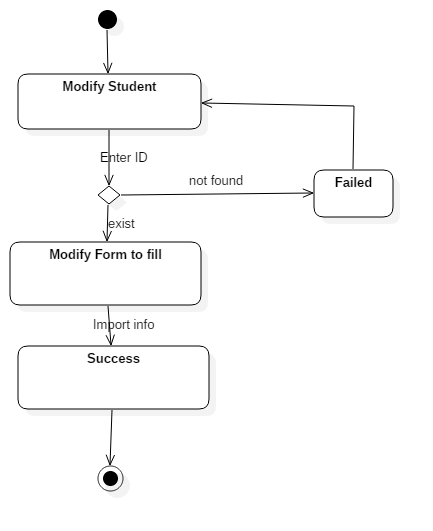 Modify Student
Enter ID
not found
Failed
exist
Modify Form to fill
Import info
Success